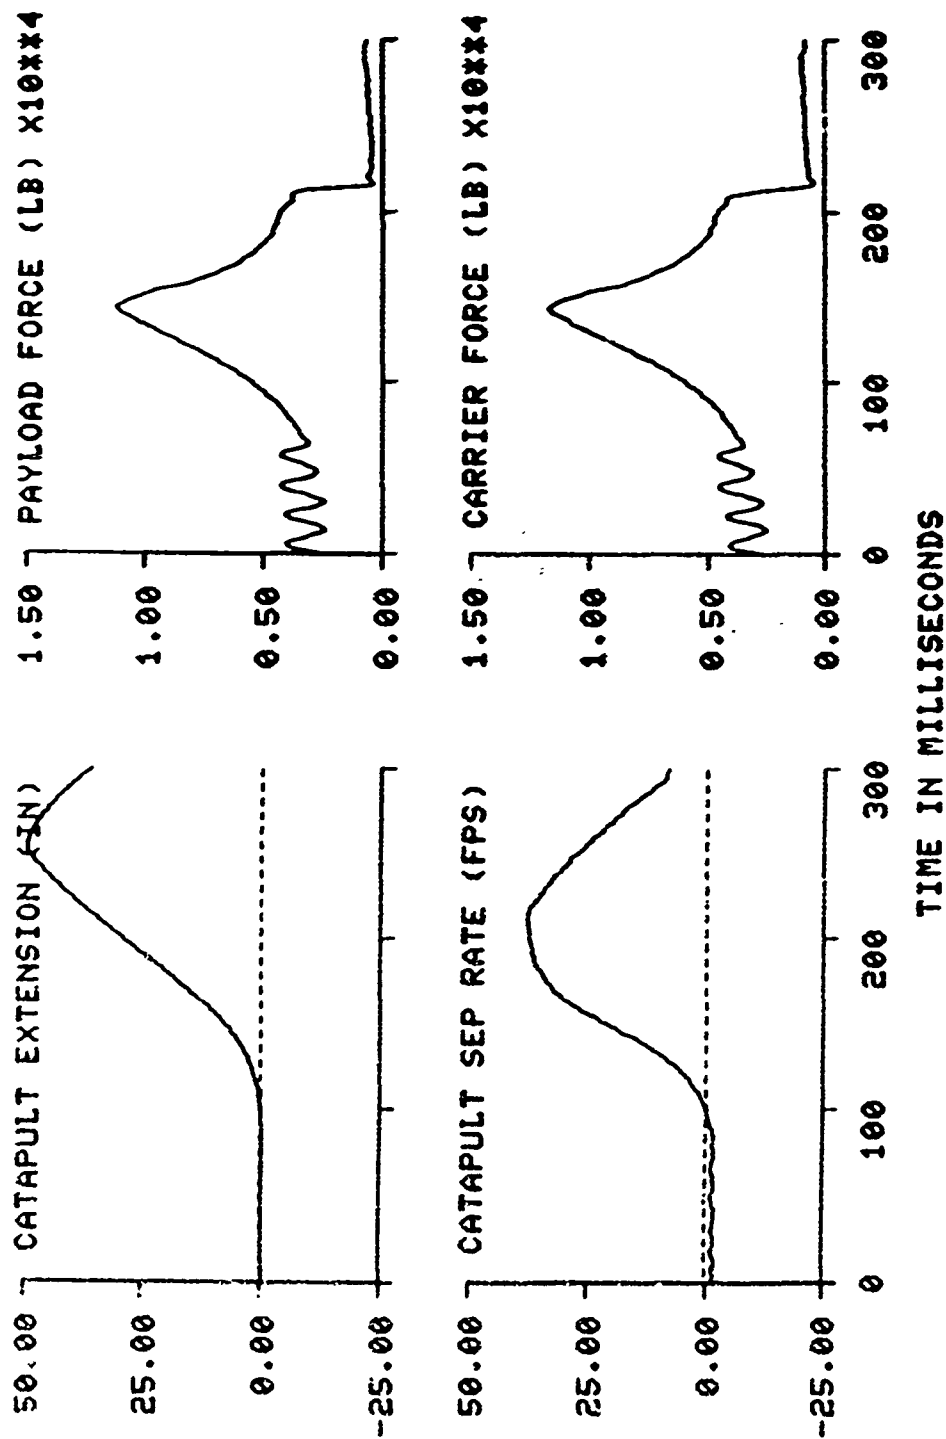 CATAPULT EXTENSION (IN)
50.00
25.00
0.00
-25.00
PAYLOAD FORCE (LB) X10**4
1.50
1.00
0.50
0.00
CATAPULT SEP RATE (FPS)
50.00
25.00
0.00
-25.00
0 100 200 300
CARRIER FORCE (LB) X10**4
1.50
1.00
0.50
0.00
0 100 200 300
TIME IN MILLISECONDS